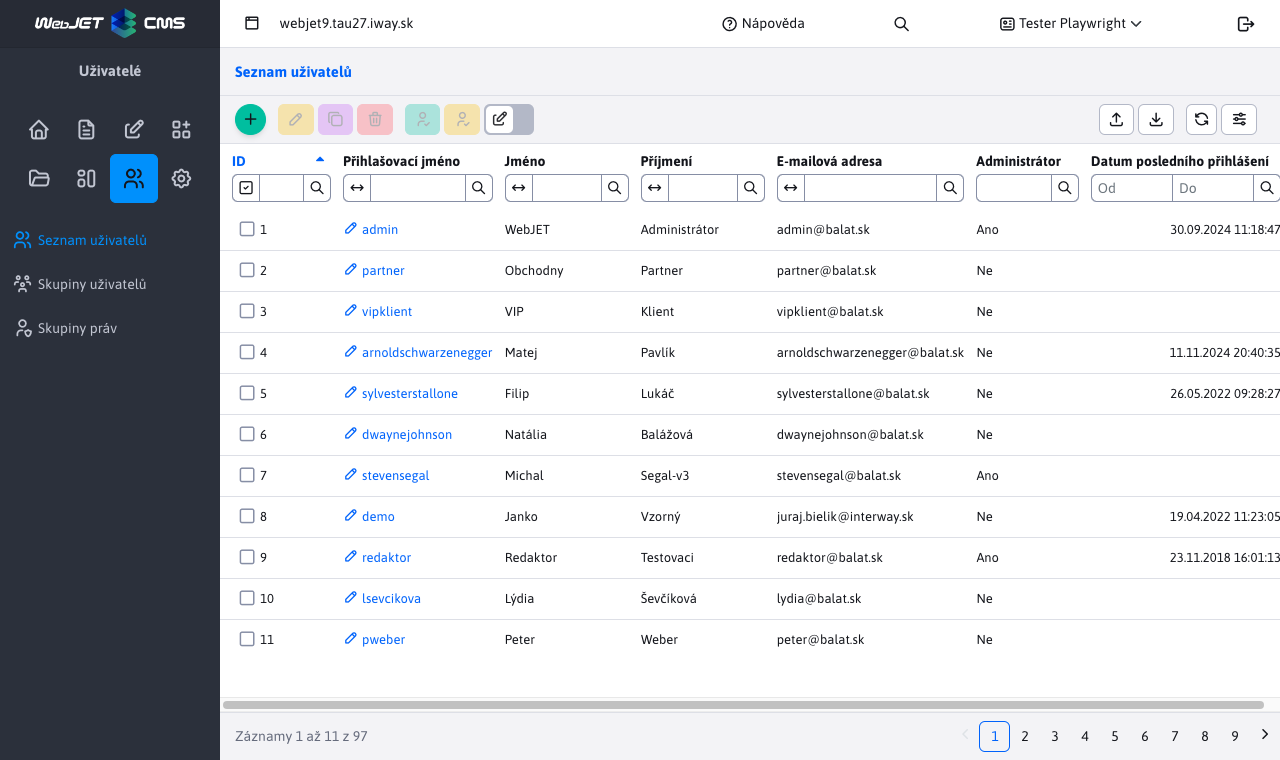 WebJET CMS
webjet9.tau27.iway.sk
Nápověda
Tester Playwright
Uživatelé
Seznam uživatelů
Seznam uživatelů
Skupiny uživatelů
Skupiny práv
ID Přihlašovací jméno Jméno Příjmení E-mailová adresa Administrátor Datum posledního přihlášení
Od Do
1 admin WebJET Administrátor admin@balat.sk Ano 30.09.2024 11:18:47
2 partner Obchodny Partner partner@balat.sk Ne
3 vipklient VIP Klient vipklient@balat.sk Ne
4 arnoldschwarzenegger Matej Pavlík arnoldschwarzenegger@balat.sk Ne 11.11.2024 20:40:35
5 sylvesterstallone Filip Lukáč sylvesterstallone@balat.sk Ne 26.05.2022 09:28:27
6 dwaynejohnson Natália Balážová dwaynejohnson@balat.sk Ne
7 stevensegal Michal Segal-v3 stevensegal@balat.sk Ano
8 demo Janko Vzorný juraj.bielik@interway.sk Ne 19.04.2022 11:23:05
9 redaktor Redaktor Testovaci redaktor@balat.sk Ano 23.11.2018 16:01:13
10 lsevcikova Lýdia Ševčíková lydia@balat.sk Ne
11 pweber Peter Weber peter@balat.sk Ne
Záznamy 1 až 11 z 97
1 2 3 4 5 6 7 8 9